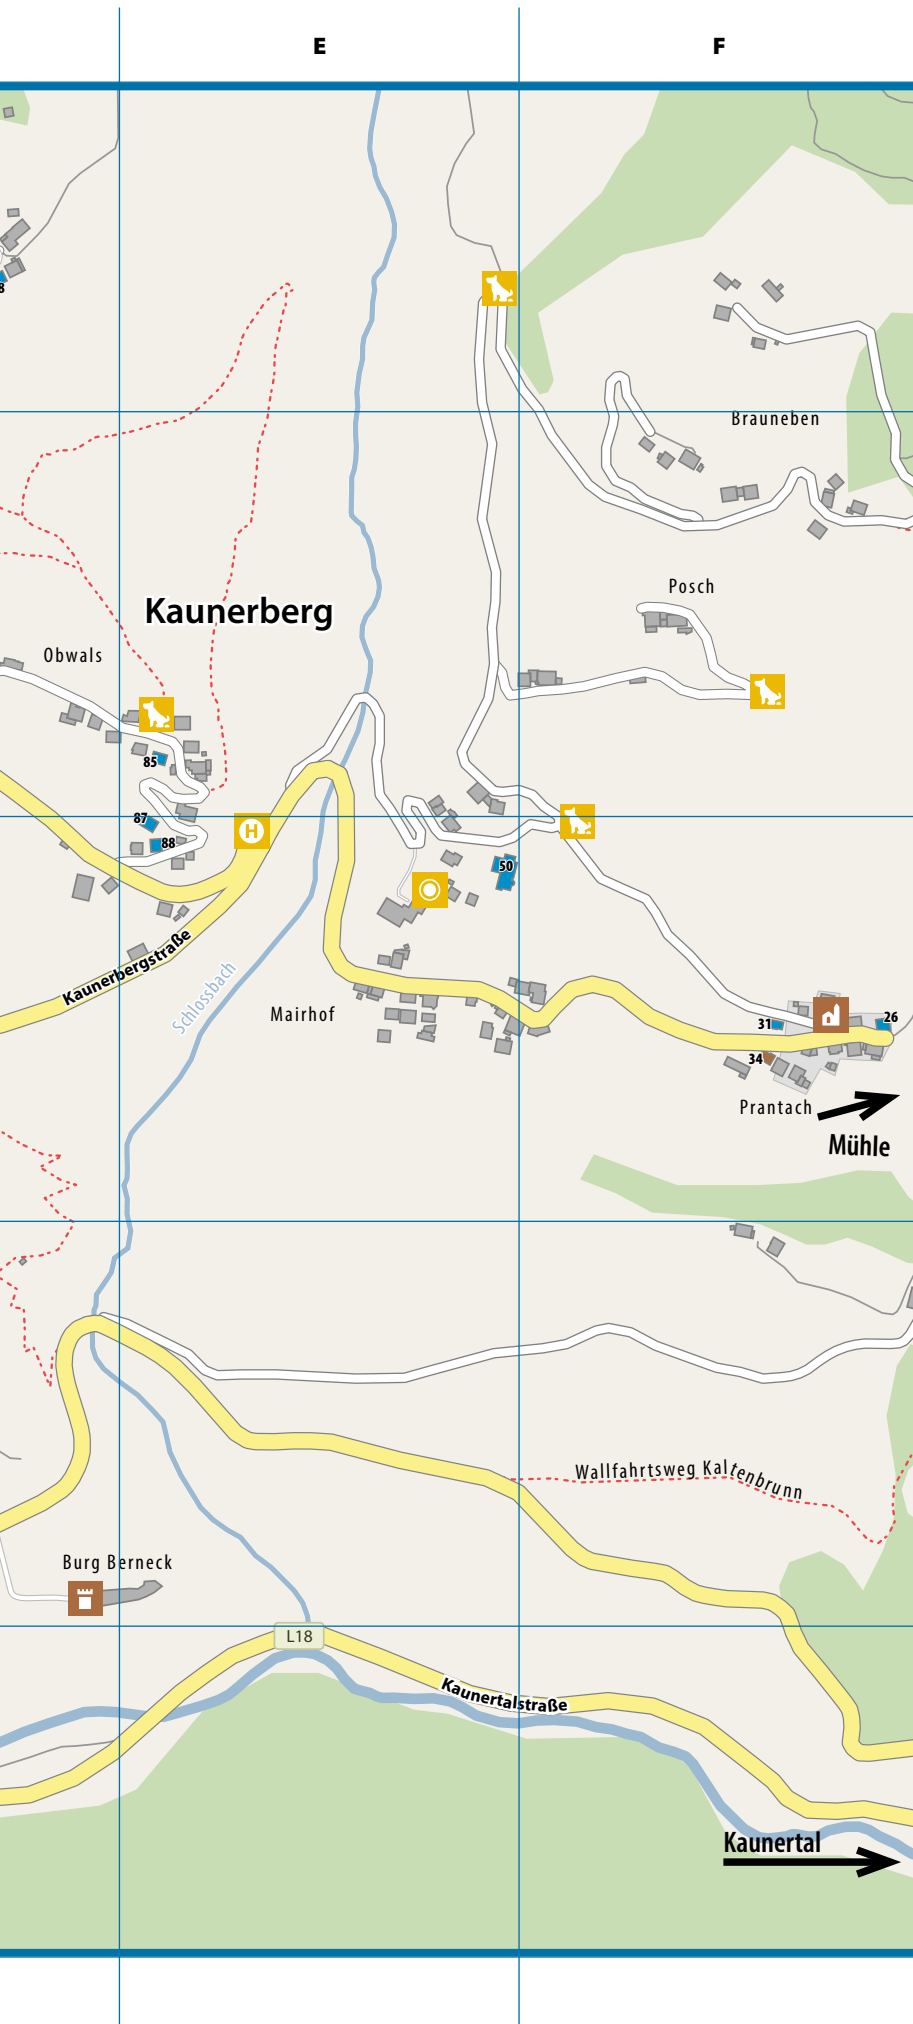 E
F
8
Brauneben
Posch
Kaunerberg
Obwals
85
87
88
H
50
Kaunerbergstraße
Schlossbach
Mairhof
31
26
34
Prantach
Mühle
Wallfahrtsweg Kaltenbrunn
Burg Berneck
L18
Kaunertalstraße
Kaunertal